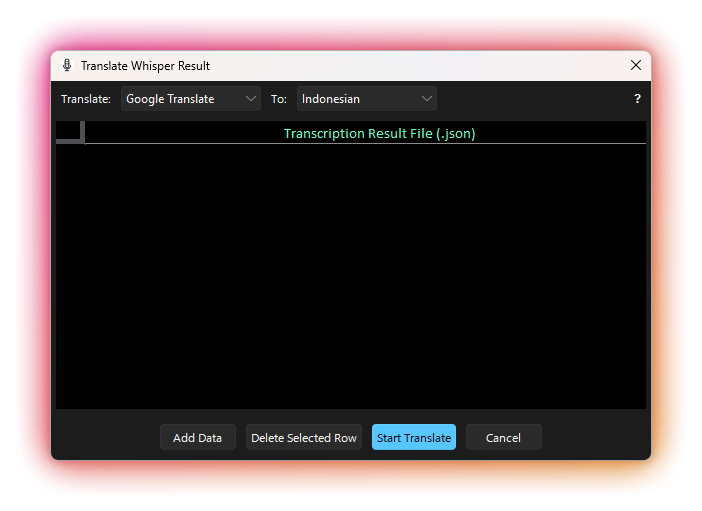 Translate Whisper Result
Translate: Google Translate To: Indonesian ?
Transcription Result File (.json)
Add Data Delete Selected Row Start Translate Cancel